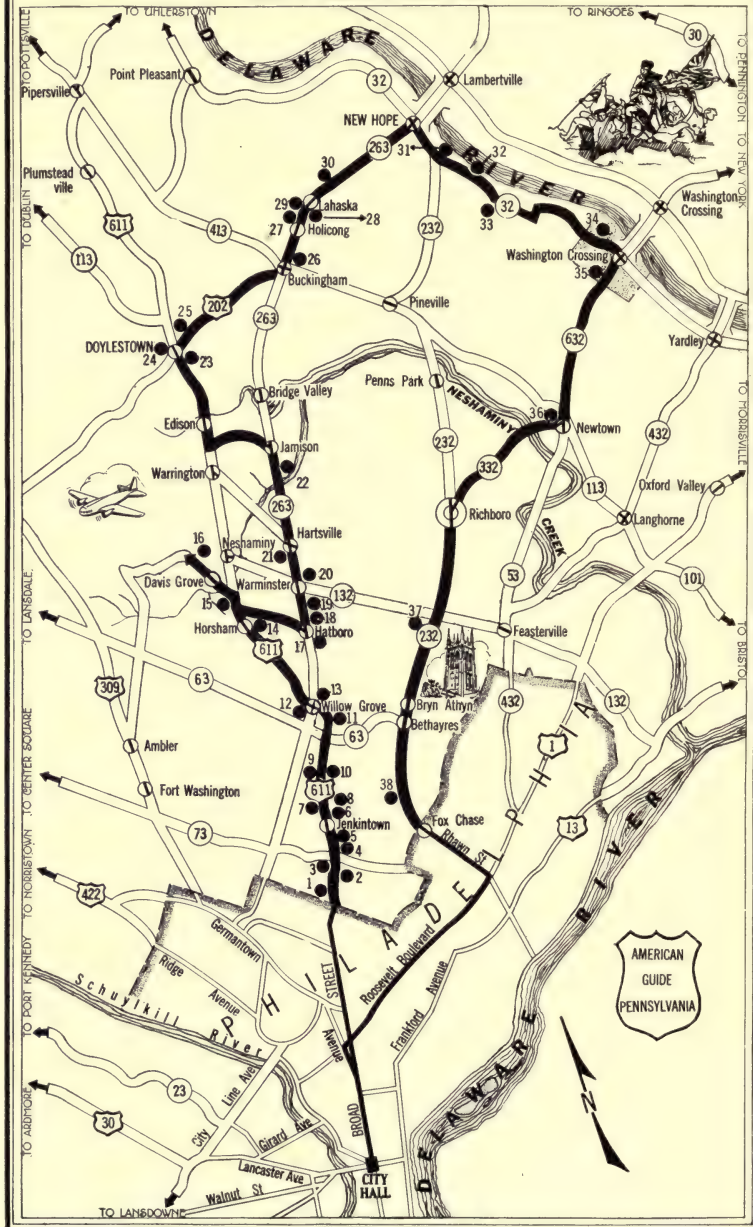 TO UHLERSTOWN
TO RINGOES
TO POTTSVILLE
30
TO PENNINGTON TO NEW YORK
DELAWARE
RIVER
Point Pleasant
Pipersville
32
Lambertville
NEW HOPE
263
31
32
30
Plumstead
ville
29
Lahaska
28
27
Holicong
232
33
32
34
Washington
Crossing
TO DUBLIN
611
413
26
Buckingham
Washington Crossing
35
113
202
Pineville
25
263
632
DOYLESTOWN
24
23
Yardley
Bridge Valley
Penns Park
NESHAMINY
CREEK
Edison
36
Newtown
TO MORRISVILLE
Jamison
232
432
Warrington
22
332
113
Oxford Valley
263
Richboro
Langhorne
16
Neshaminy
21
Hartsville
Davis Grove
Warminster
20
132
53
101
TO LANSDALE
15
19
18
37
Horsham
14
17
Hatboro
232
Feasterville
611
TO BRISTOL
309
63
13
12
Willow Grove
11
Bryn Athyn
Bethayres
432
132
63
1
Ambler
TO CENTER SQUARE
9
10
611
Fort Washington
8
7
6
38
Jenkintown
Fox Chase
13
73
5
4
Rhawn
St
3
2
1
TO NORRISTOWN
422
Germantown
PHILADELPHIA
Ridge
Avenue
STREET
Roosevelt Boulevard
Frankford Avenue
AMERICAN
GUIDE
PENNSYLVANIA
TO PORT KENNEDY
Schuylkill River
Avenue
DELAWARE RIVER
N
23
City Line Ave
TO ARDMORE
30
Girard Ave
BROAD
Lancaster Ave
CITY
HALL
Walnut St
TO LANSDOWNE